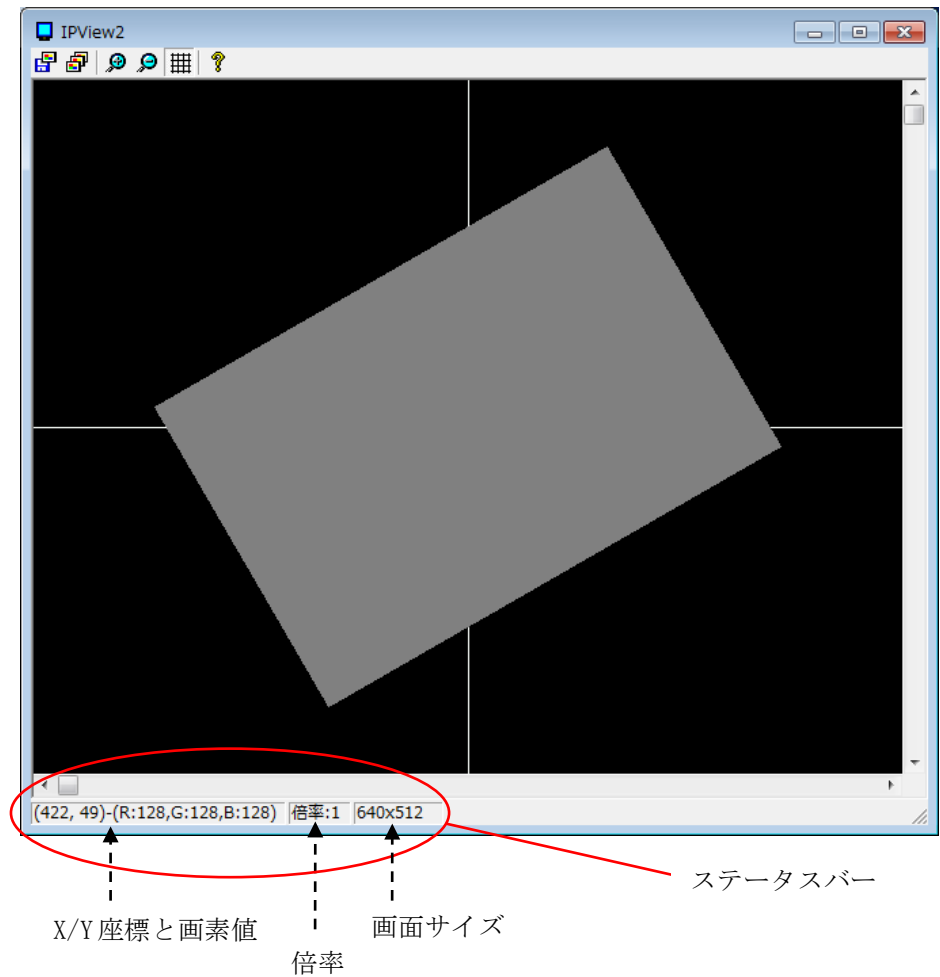 IPView2
(422, 49)-(R:128,G:128,B:128) 倍率:1 640x512
ステータスバー
X/Y座標と画素値
画面サイズ
倍率